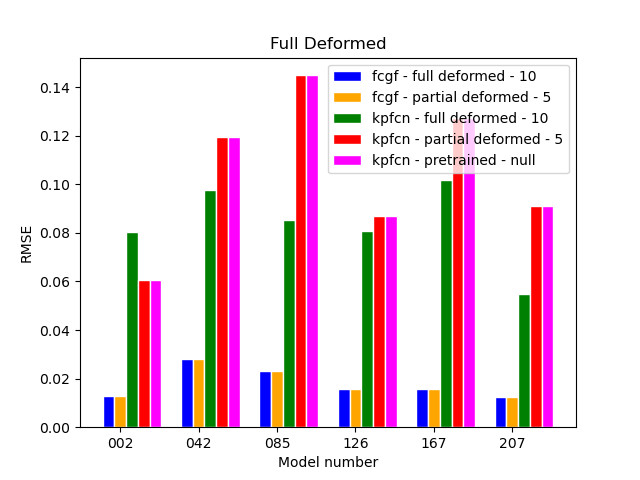 Full Deformed
fcgf - full deformed - 10
fcgf - partial deformed - 5
kpfcn - full deformed - 10
kpfcn - partial deformed - 5
kpfcn - pretrained - null
RMSE
0.14
0.12
0.10
0.08
0.06
0.04
0.02
0.00
002 042 085 126 167 207
Model number